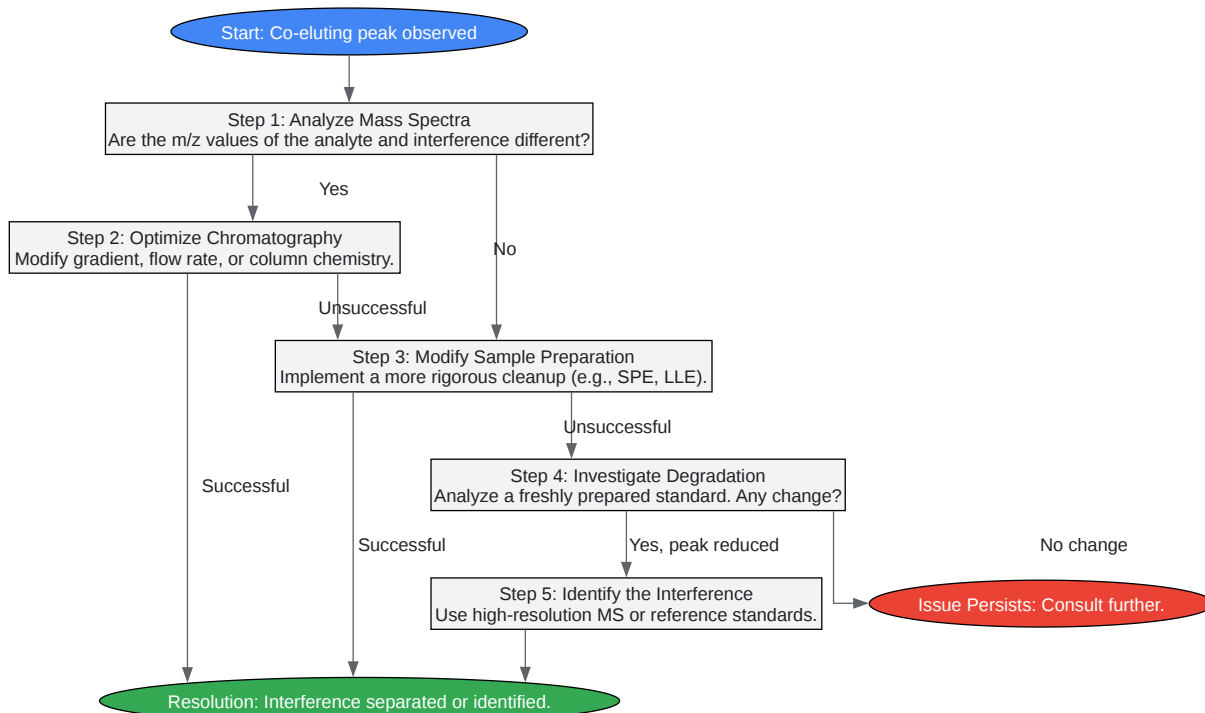 Start: Co-eluting peak observed
Step 1: Analyze Mass Spectra
Are the m/z values of the analyte and interference different?
Yes
Step 2: Optimize Chromatography
Modify gradient, flow rate, or column chemistry.
No
Unsuccessful
Step 3: Modify Sample Preparation
Implement a more rigorous cleanup (e.g., SPE, LLE).
Unsuccessful
Step 4: Investigate Degradation
Analyze a freshly prepared standard. Any change?
Successful
Successful
Yes, peak reduced
No change
Step 5: Identify the Interference
Use high-resolution MS or reference standards.
Issue Persists: Consult further.
Resolution: Interference separated or identified.